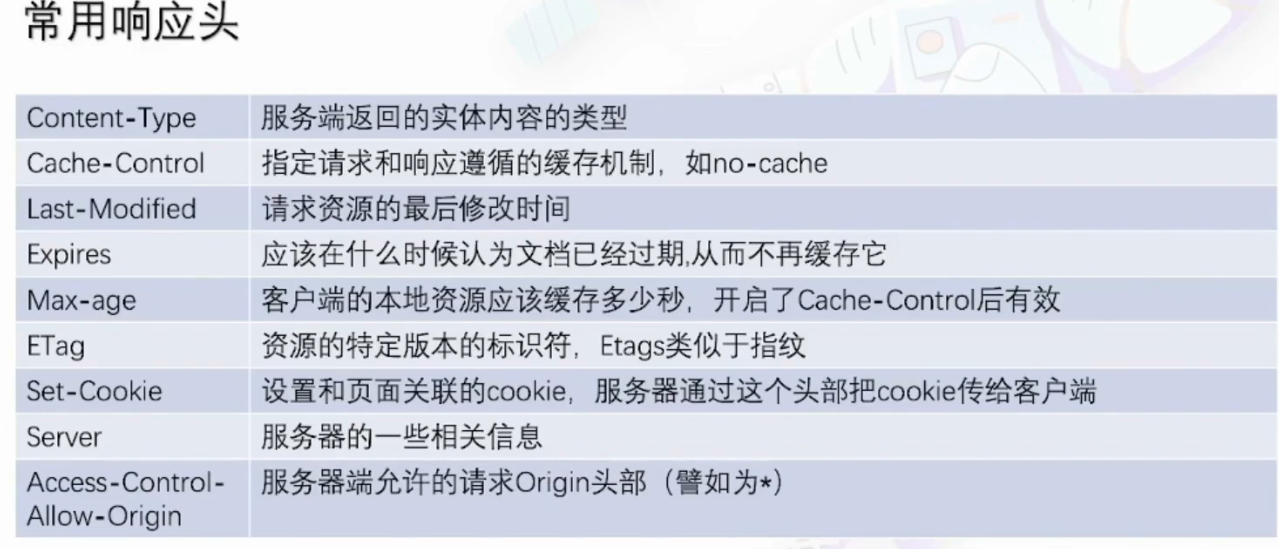 常用响应头
Content-Type 服务端返回的实体内容的类型
Cache-Control 指定请求和响应遵循的缓存机制，如no-cache
Last-Modified 请求资源的最后修改时间
Expires 应该在什么时候认为文档已经过期,从而不再缓存它
Max-age 客户端的本地资源应该缓存多少秒，开启了Cache-Control后有效
ETag 资源的特定版本的标识符，Etags类似于指纹
Set-Cookie 设置和页面关联的cookie，服务器通过这个头部把cookie传给客户端
Server 服务器的一些相关信息
Access-Control- 服务器端允许的请求Origin头部（譬如为*）
Allow-Origin